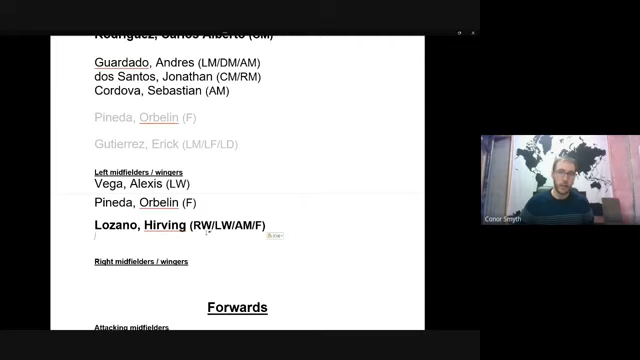 Rodriguez, Carlos Alberto (CM)
Guardado, Andres (LM/DM/AM)
dos Santos, Jonathan (CM/RM)
Cordova, Sebastian (AM)
Pineda, Orbelin (F)
Gutierrez, Erick (LM/LF/LD)
Left midfielders / wingers
Vega, Alexis (LW)
Pineda, Orbelin (F)
Lozano, Hirving (RW/LW/AM/F)
Right midfielders / wingers
Forwards
Attacking midfielders
Conor Smyth